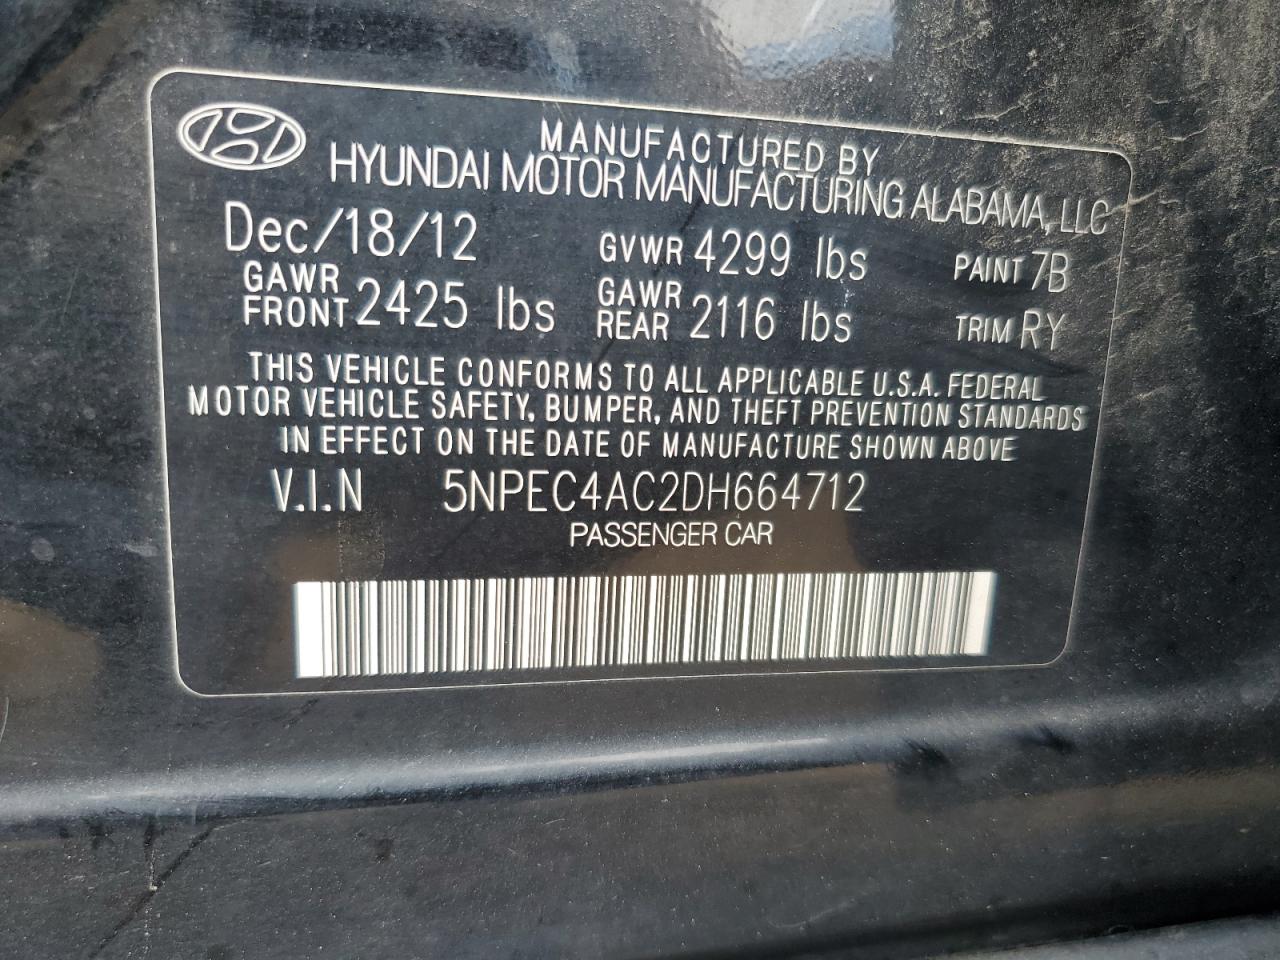 MANUFACTURED BY
HYUNDAI MOTOR MANUFACTURING ALABAMA, LLC
Dec/18/12 GVWR 4299 lbs PAINT 7B
GAWR FRONT 2425 lbs GAWR REAR 2116 lbs TRIM RY
THIS VEHICLE CONFORMS TO ALL APPLICABLE U.S.A. FEDERAL
MOTOR VEHICLE SAFETY, BUMPER, AND THEFT PREVENTION STANDARDS
IN EFFECT ON THE DATE OF MANUFACTURE SHOWN ABOVE
V.I.N 5NPEC4AC2DH664712
PASSENGER CAR